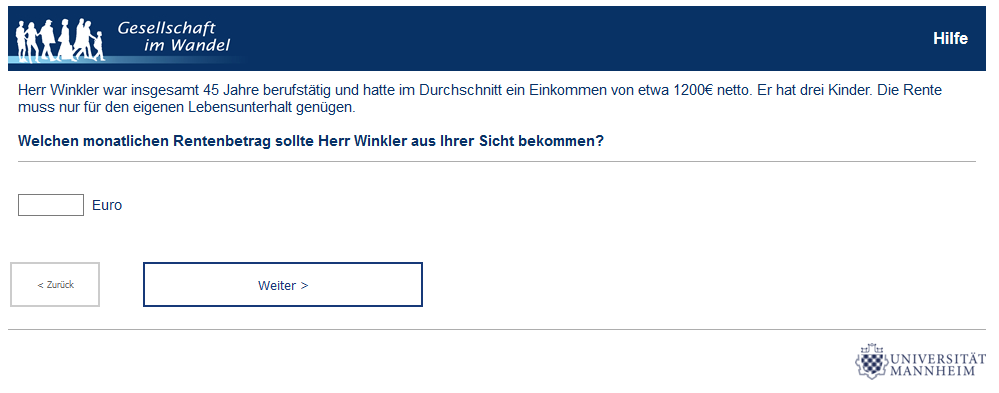 Gesellschaft
im Wandel
Hilfe
Herr Winkler war insgesamt 45 Jahre berufstätig und hatte im Durchschnitt ein Einkommen von etwa 1200€ netto. Er hat drei Kinder. Die Rente
muss nur für den eigenen Lebensunterhalt genügen.
Welchen monatlichen Rentenbetrag sollte Herr Winkler aus Ihrer Sicht bekommen?
Euro
< Zurück
Weiter >
UNIVERSITÄT
MANNHEIM